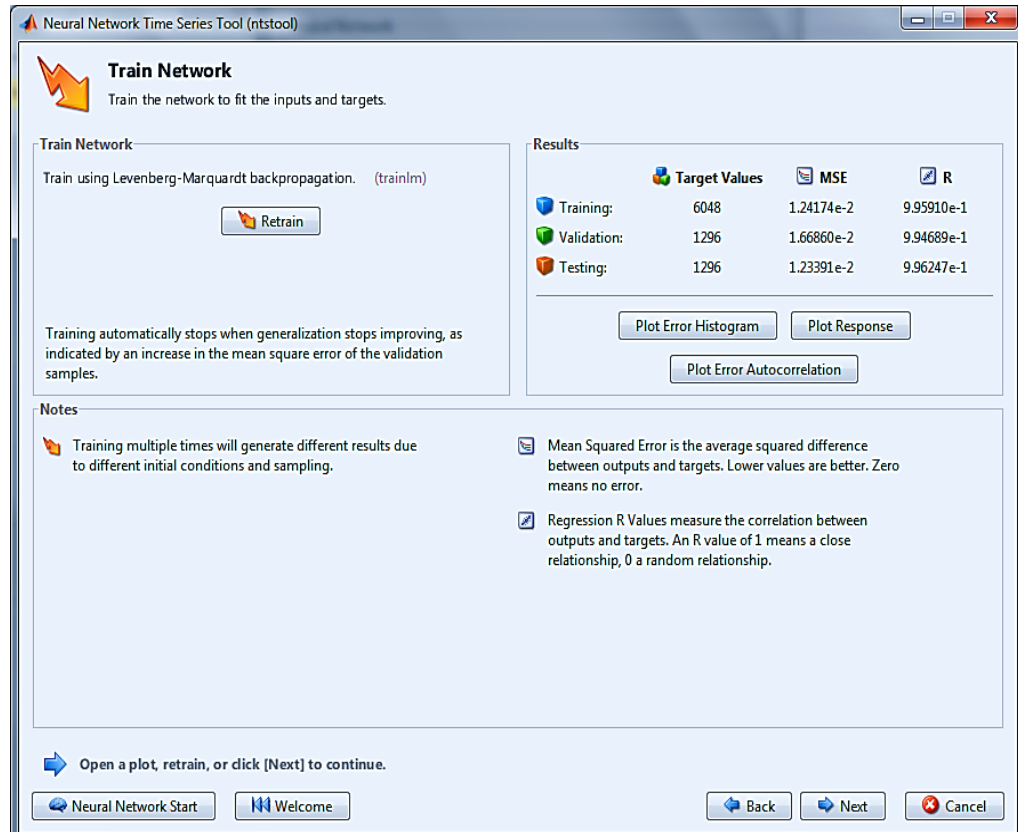 Neural Network Time Series Tool (ntstool)
Train Network
Train the network to fit the inputs and targets.
Train Network
Train using Levenberg-Marquardt backpropagation. (trainlm)
Retrain
Training automatically stops when generalization stops improving, as
indicated by an increase in the mean square error of the validation
samples.
Results
Target Values MSE R
Training: 6048 1.24174e-2 9.95910e-1
Validation: 1296 1.66860e-2 9.94689e-1
Testing: 1296 1.23391e-2 9.96247e-1
Plot Error Histogram Plot Response
Plot Error Autocorrelation
Notes
Training multiple times will generate different results due
to different initial conditions and sampling.
Mean Squared Error is the average squared difference
between outputs and targets. Lower values are better. Zero
means no error.
Regression R Values measure the correlation between
outputs and targets. An R value of 1 means a close
relationship, 0 a random relationship.
Open a plot, retrain, or click [Next] to continue.
Neural Network Start Welcome Back Next Cancel